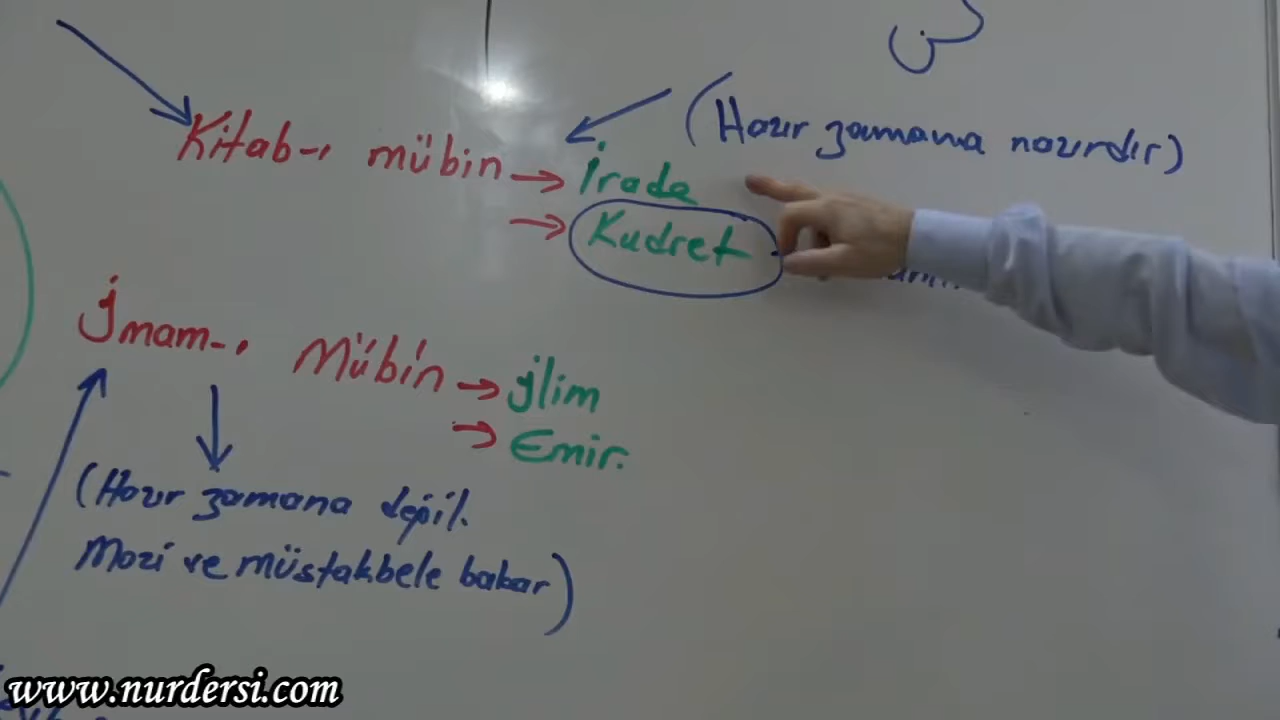 (Hazır zamana nazırdır)
Kitab-ı mübin → İrade
→ Kudret
İmam-ı Mübin → İlim
→ Emir.
(Hazır zamana değil.
Mazi ve müstakbele bakar)
www.nurdersi.com